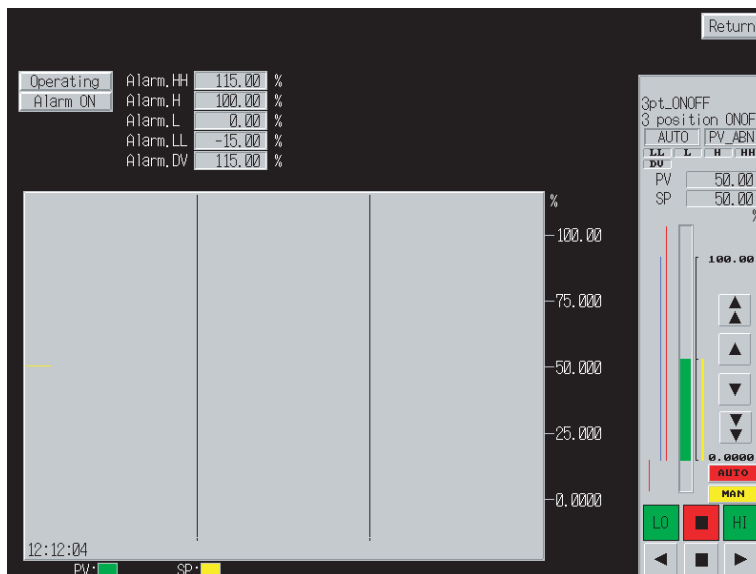 Return
Operating
Alarm ON
Alarm.HH 115.00 %
Alarm.H 100.00 %
Alarm.L 0.00 %
Alarm.LL -15.00 %
Alarm.DV 115.00 %
%
100.00
75.000
50.000
25.000
0.0000
12:12:04
PV: SP:
3pt_ONOFF
3 position ONOF
AUTO PV_ABN
LL L H HH
DV
PV 50.00
SP 50.00
%
100.00
0.0000
AUTO
MAN
LO HI